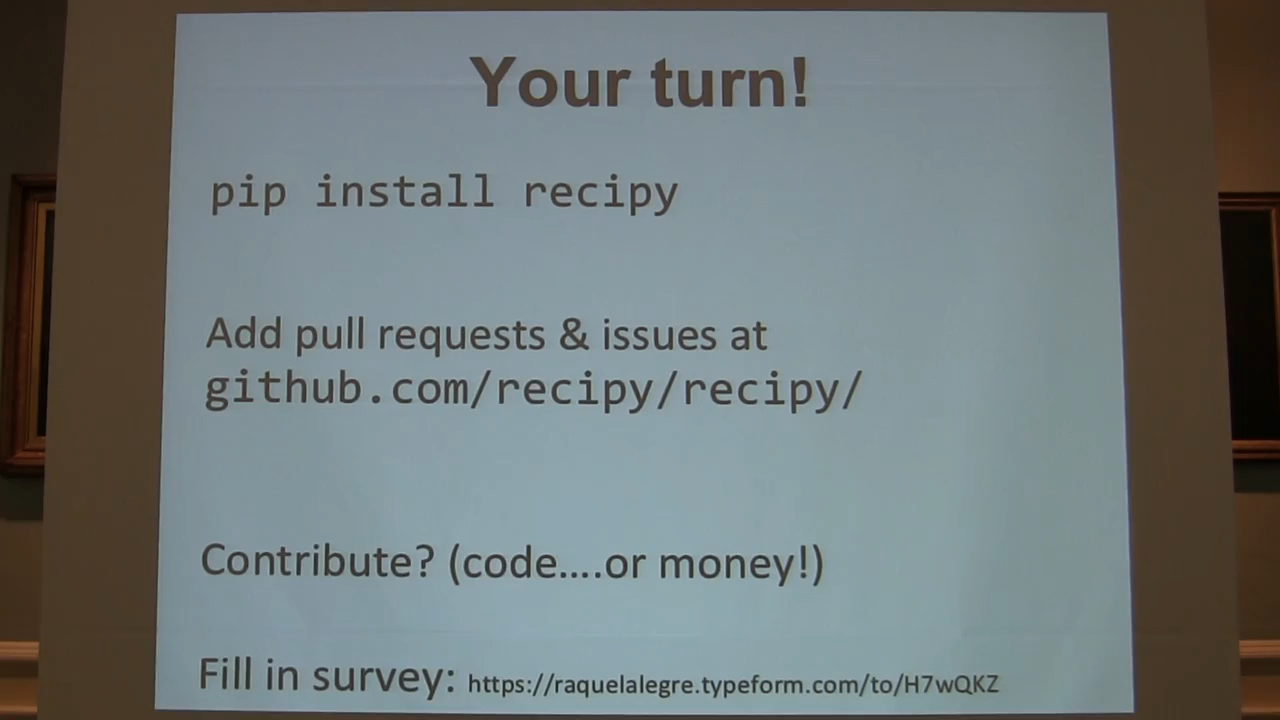 Your turn!
pip install recipy
Add pull requests & issues at
github.com/recipy/recipy/
Contribute? (code....or money!)
Fill in survey: https://raquelalegre.typeform.com/to/H7wQKZ